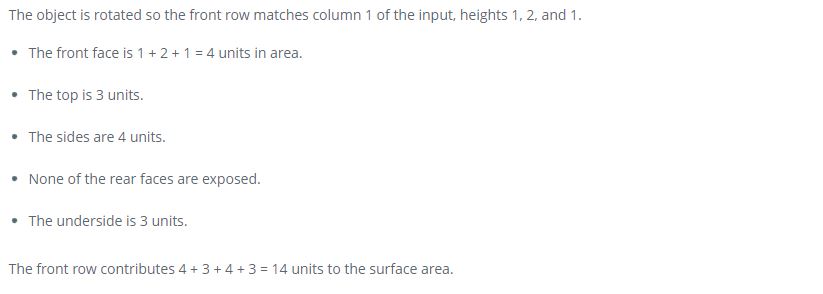 The object is rotated so the front row matches column 1 of the input, heights 1, 2, and 1.
• The front face is 1 + 2 + 1 = 4 units in area.
• The top is 3 units.
• The sides are 4 units.
• None of the rear faces are exposed.
• The underside is 3 units.
The front row contributes 4 + 3 + 4 + 3 = 14 units to the surface area.